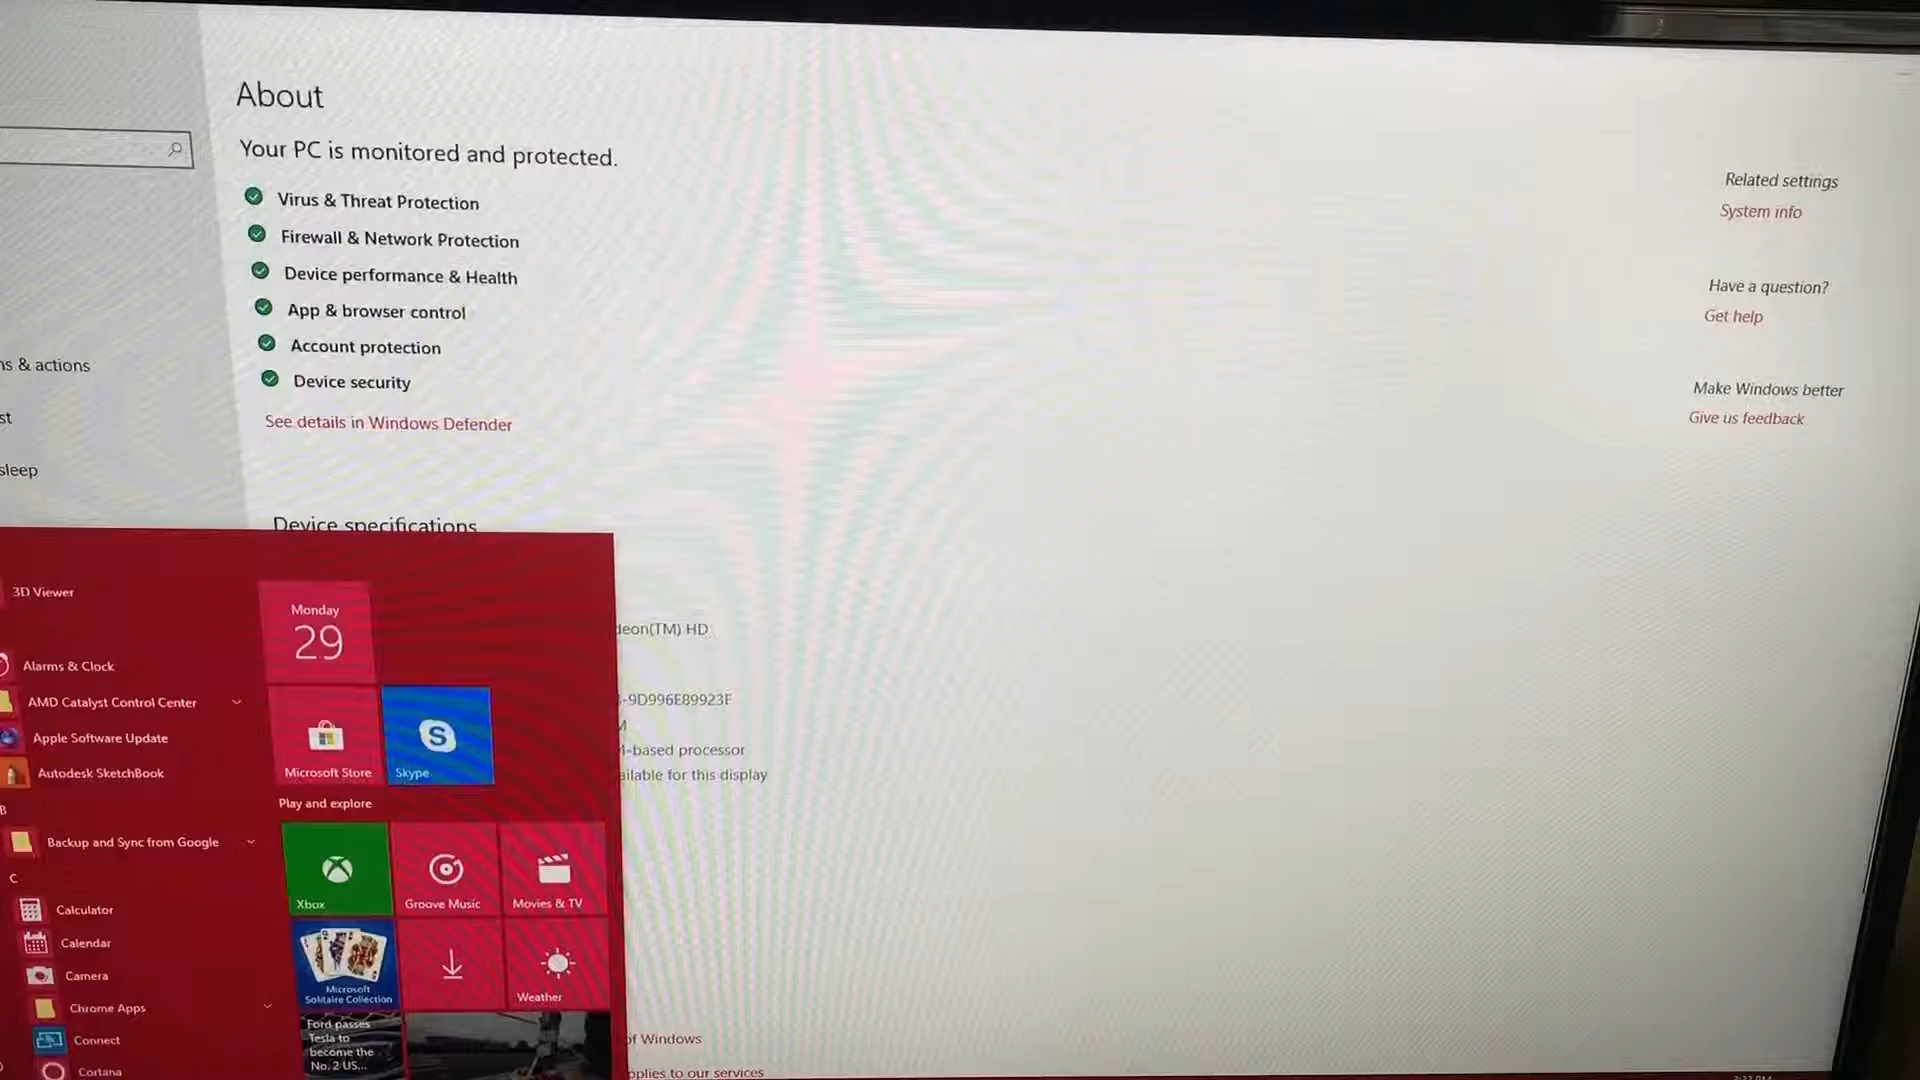 About
Your PC is monitored and protected.
Virus & Threat Protection
Firewall & Network Protection
Device performance & Health
App & browser control
Account protection
Device security
See details in Windows Defender
Device specifications
Related settings
System info
Have a question?
Get help
Make Windows better
Give us feedback
ns & actions
st
sleep
3D Viewer
Alarms & Clock
AMD Catalyst Control Center
Apple Software Update
Autodesk SketchBook
B
Backup and Sync from Google
C
Calculator
Calendar
Camera
Chrome Apps
Connect
Cortana
Monday
29
Microsoft Store
Skype
Play and explore
Xbox
Groove Music
Movies & TV
Microsoft
Solitaire Collection
Weather
Ford passes
Tesla to
become the
No. 2 US...
deon(TM) HD
-9D996E89923F
M
-based processor
ailable for this display
of Windows
pplies to our services